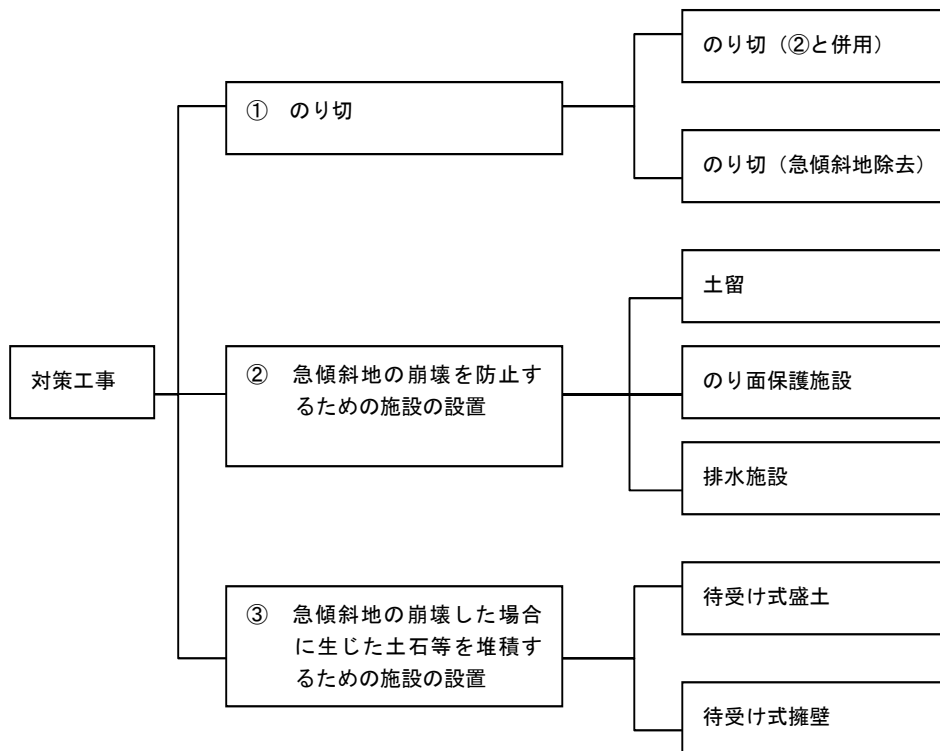 対策工事
① のり切
のり切（②と併用）
のり切（急傾斜地除去）
② 急傾斜地の崩壊を防止す
るための施設の設置
土留
のり面保護施設
排水施設
③ 急傾斜地の崩壊した場合
に生じた土石等を堆積す
るための施設の設置
待受け式盛土
待受け式擁壁